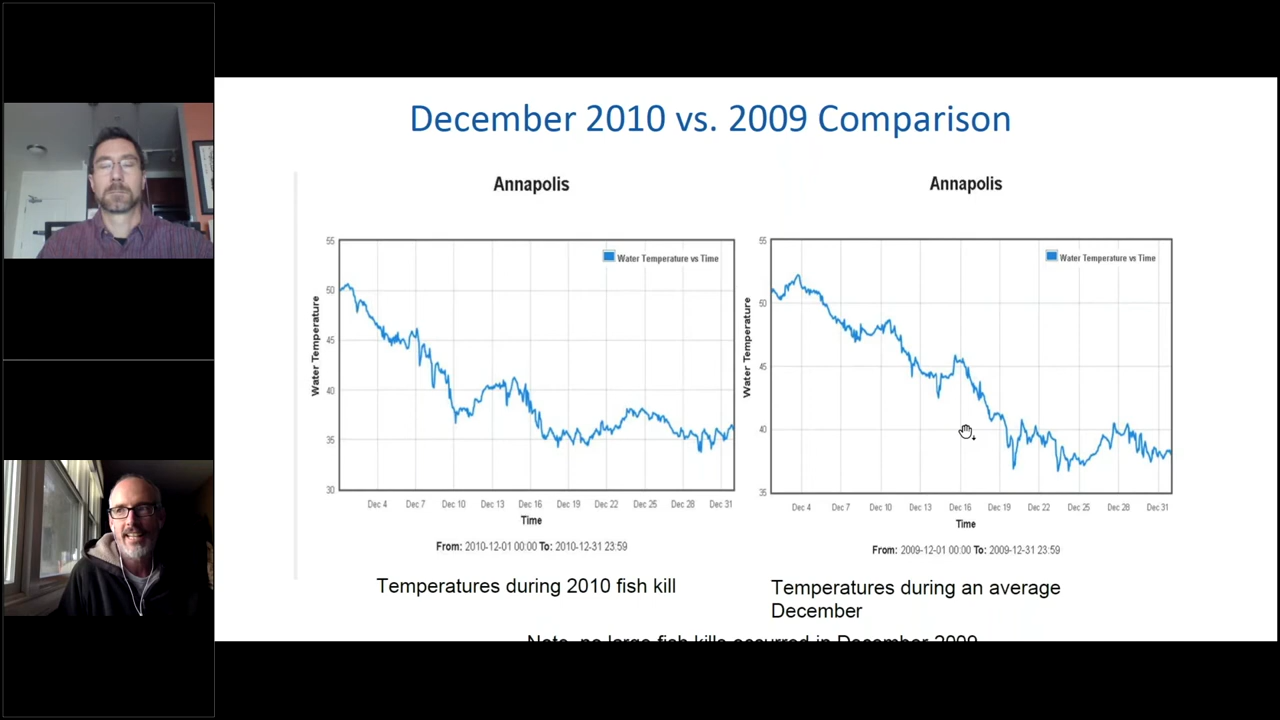 December 2010 vs. 2009 Comparison
Annapolis
55
50
45
40
35
30
Water Temperature
Water Temperature vs Time
Dec 4 Dec 7 Dec 10 Dec 13 Dec 16 Dec 19 Dec 22 Dec 25 Dec 28 Dec 31
Time
From: 2010-12-01 00:00 To: 2010-12-31 23:59
Temperatures during 2010 fish kill
Annapolis
55
50
45
40
35
Water Temperature
Water Temperature vs Time
Dec 4 Dec 7 Dec 10 Dec 13 Dec 16 Dec 19 Dec 22 Dec 25 Dec 28 Dec 31
Time
From: 2009-12-01 00:00 To: 2009-12-31 23:59
Temperatures during an average
December
Note, no large fish kills occurred in December 2009